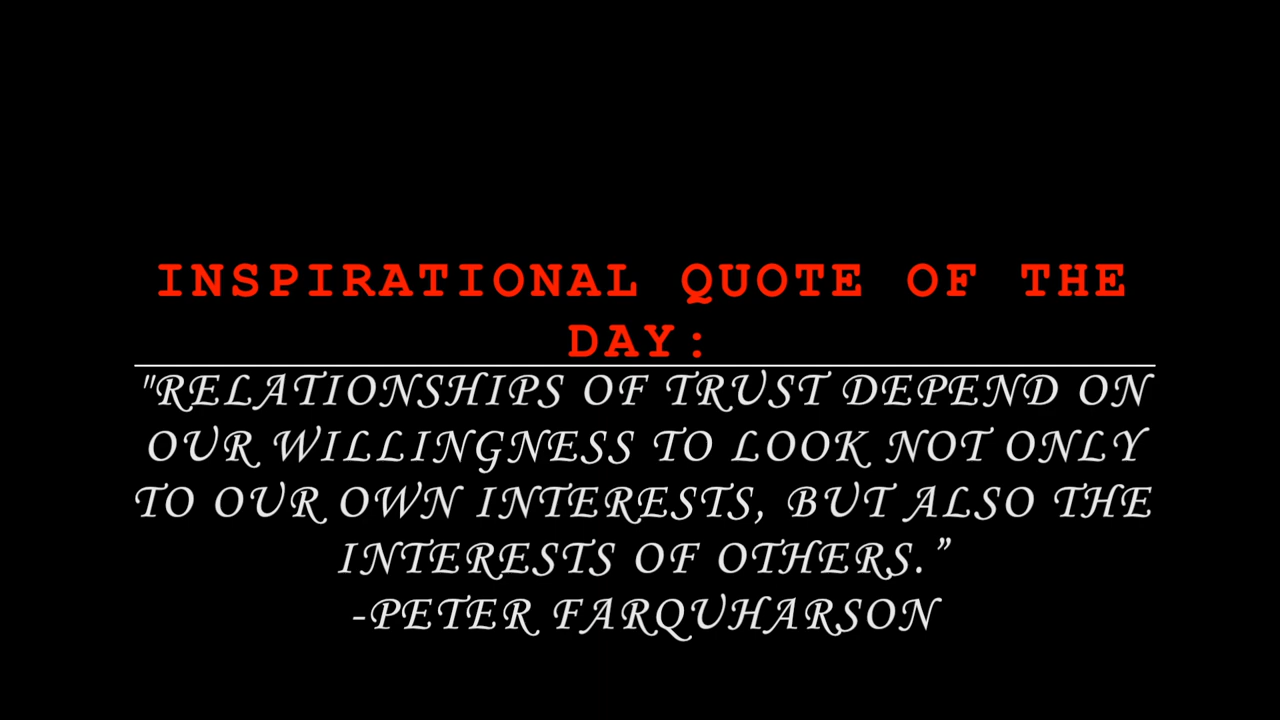 INSPIRATIONAL QUOTE OF THE
DAY:
"RELATIONSHIPS OF TRUST DEPEND ON
OUR WILLINGNESS TO LOOK NOT ONLY
TO OUR OWN INTERESTS, BUT ALSO THE
INTERESTS OF OTHERS.”
-PETER FARQUHARSON